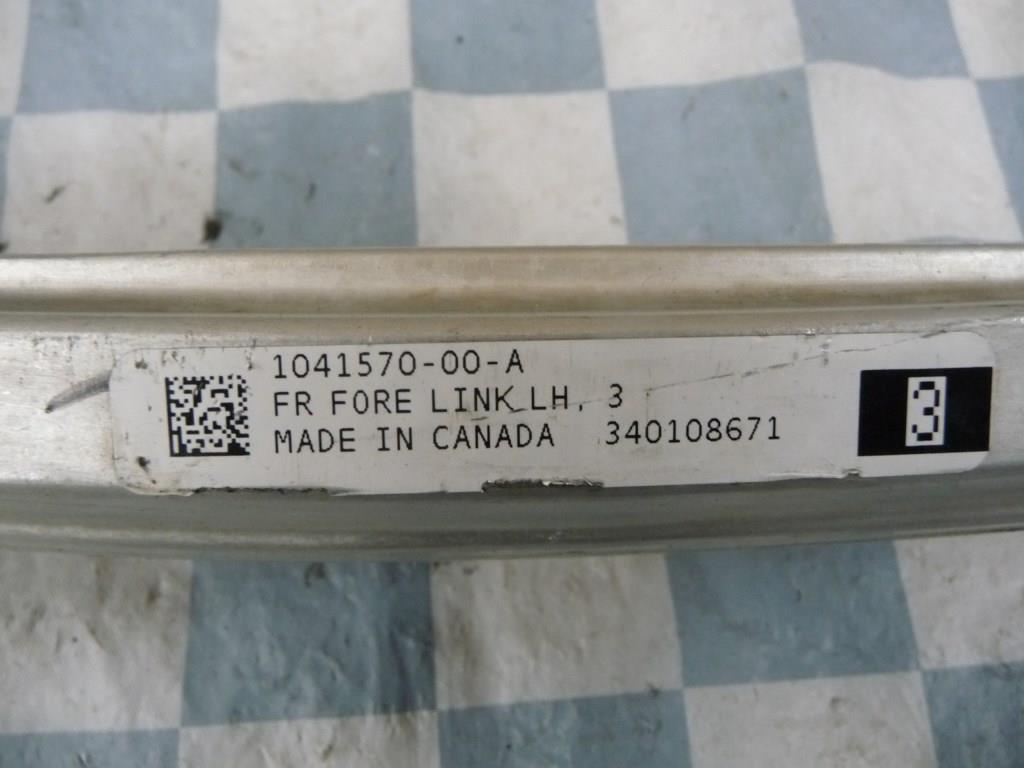 1041570-00-A
FR FORE LINK LH, 3
MADE IN CANADA 340108671
3